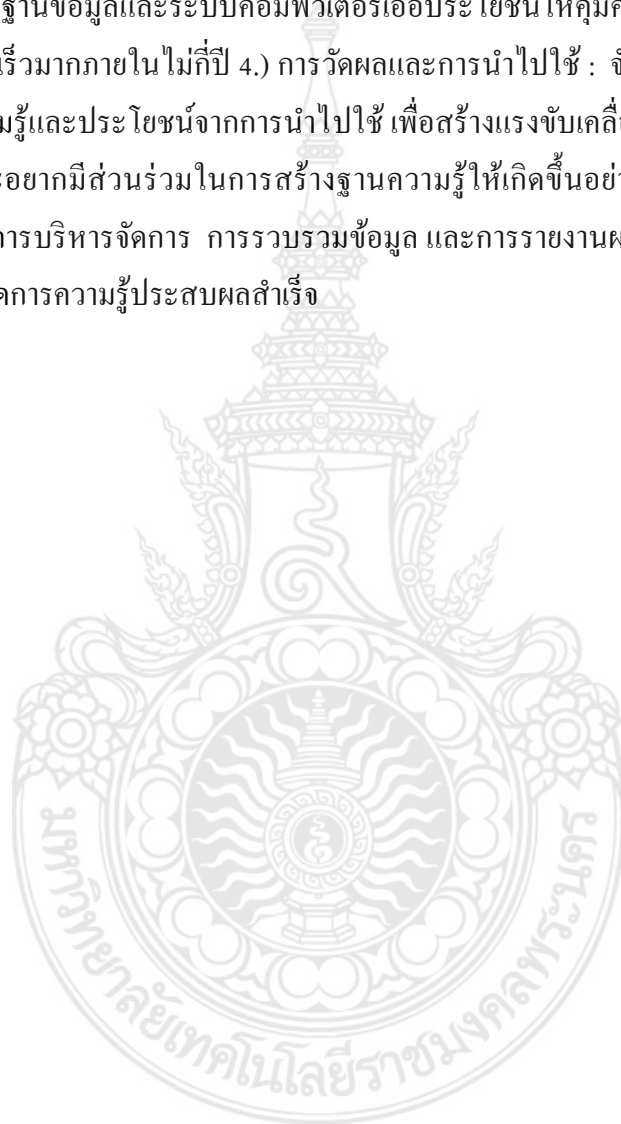 ฐานข้อมูลและระบบคอมพิวเตอร์เอื้อประโยชน์ให้คุ้มค
เร็วมากภายในไม่กี่ปี 4.) การวัดผลและการนำไปใช้ : จ
มรู้และประโยชน์จากการนำไปใช้ เพื่อสร้างแรงขับเคลื่อ
อยากมีส่วนร่วมในการสร้างฐานความรู้ให้เกิดขึ้นอย่า
การบริหารจัดการ การรวบรวมข้อมูล และการรายงานผ
ดการความรู้ประสบผลสำเร็จ
มหาวิทยาลัยเทคโนโลยีราชมงคลพระนคร